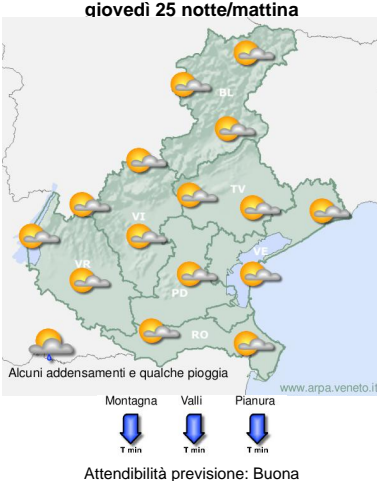 giovedì 25 notte/mattina
BL
TV
VI
VE
VR
PD
RO
Alcuni addensamenti e qualche pioggia
www.arpa.veneto.it
Montagna Valli Pianura
T min T min T min
Attendibilità previsione: Buona